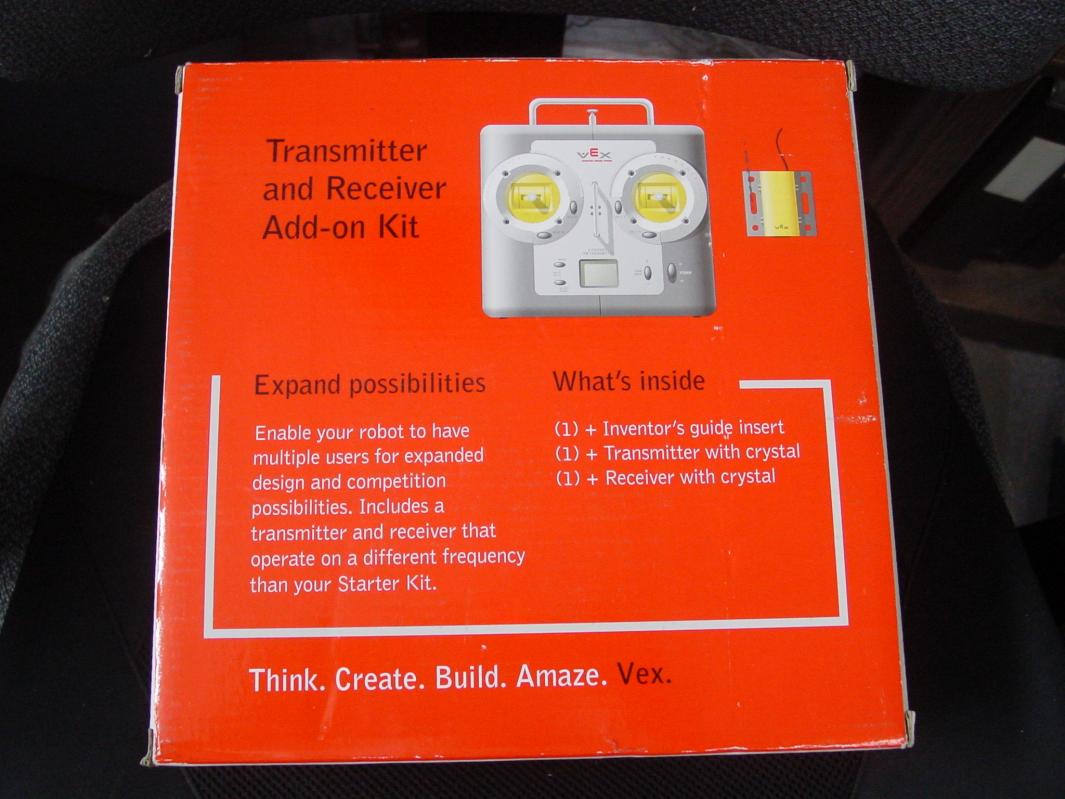 Transmitter
and Receiver
Add-on Kit
VEX
vex
Expand possibilities
Enable your robot to have
multiple users for expanded
design and competition
possibilities. Includes a
transmitter and receiver that
operate on a different frequency
than your Starter Kit.
What's inside
(1) + Inventor's guide insert
(1) + Transmitter with crystal
(1) + Receiver with crystal
Think. Create. Build. Amaze. Vex.